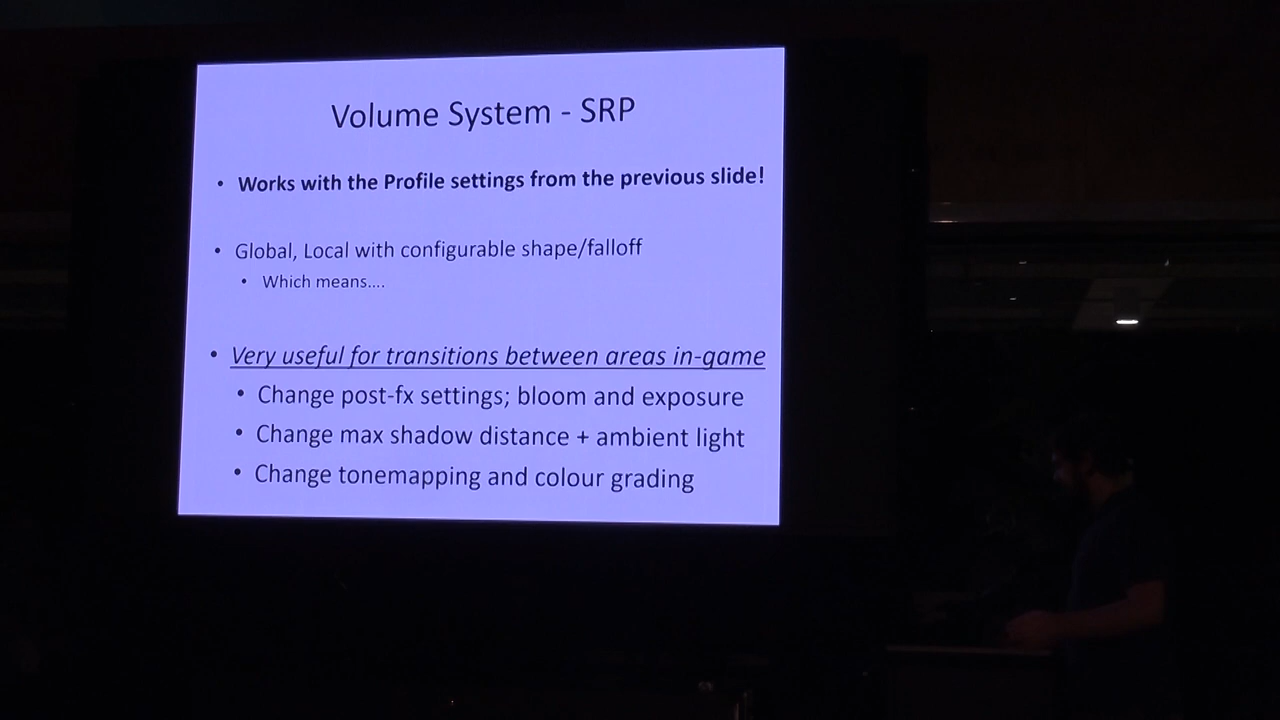 Volume System - SRP
• Works with the Profile settings from the previous slide!
• Global, Local with configurable shape/falloff
• Which means....
• Very useful for transitions between areas in-game
• Change post-fx settings; bloom and exposure
• Change max shadow distance + ambient light
• Change tonemapping and colour grading